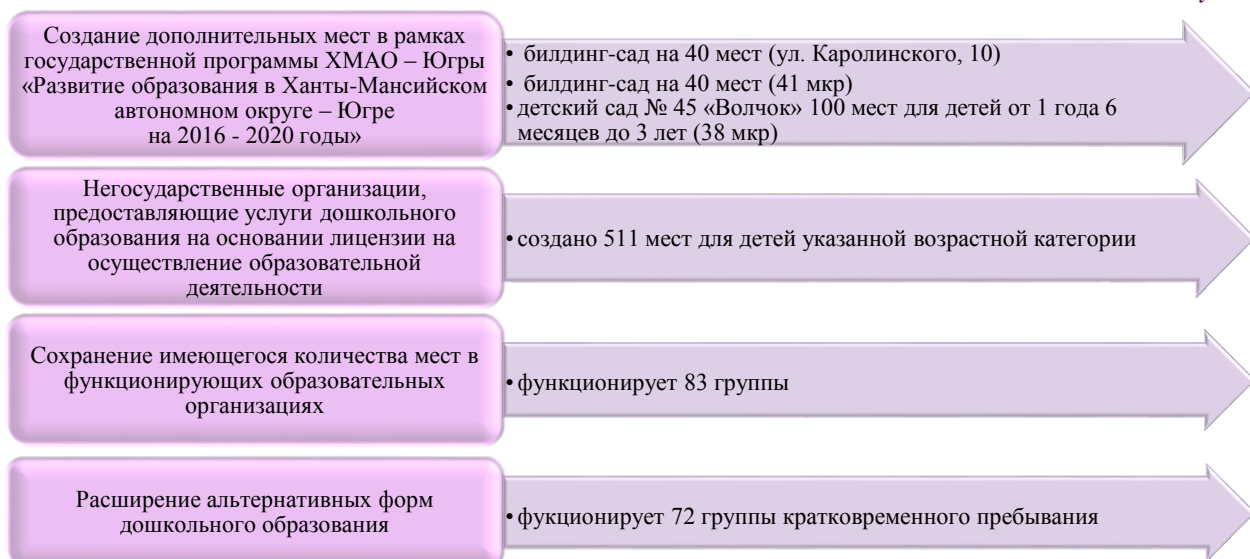 Создание дополнительных мест в рамках
государственной программы ХМАО – Югры
«Развитие образования в Ханты-Мансийском
автономном округе – Югре
на 2016 - 2020 годы»
• билдинг-сад на 40 мест (ул. Каролинского, 10)
• билдинг-сад на 40 мест (41 мкр)
• детский сад № 45 «Волчок» 100 мест для детей от 1 года 6
месяцев до 3 лет (38 мкр)
Негосударственные организации,
предоставляющие услуги дошкольного
образования на основании лицензии на
осуществление образовательной
деятельности
• создано 511 мест для детей указанной возрастной категории
Сохранение имеющегося количества мест в
функционирующих образовательных
организациях
• функционирует 83 группы
Расширение альтернативных форм
дошкольного образования
• фукционирует 72 группы кратковременного пребывания